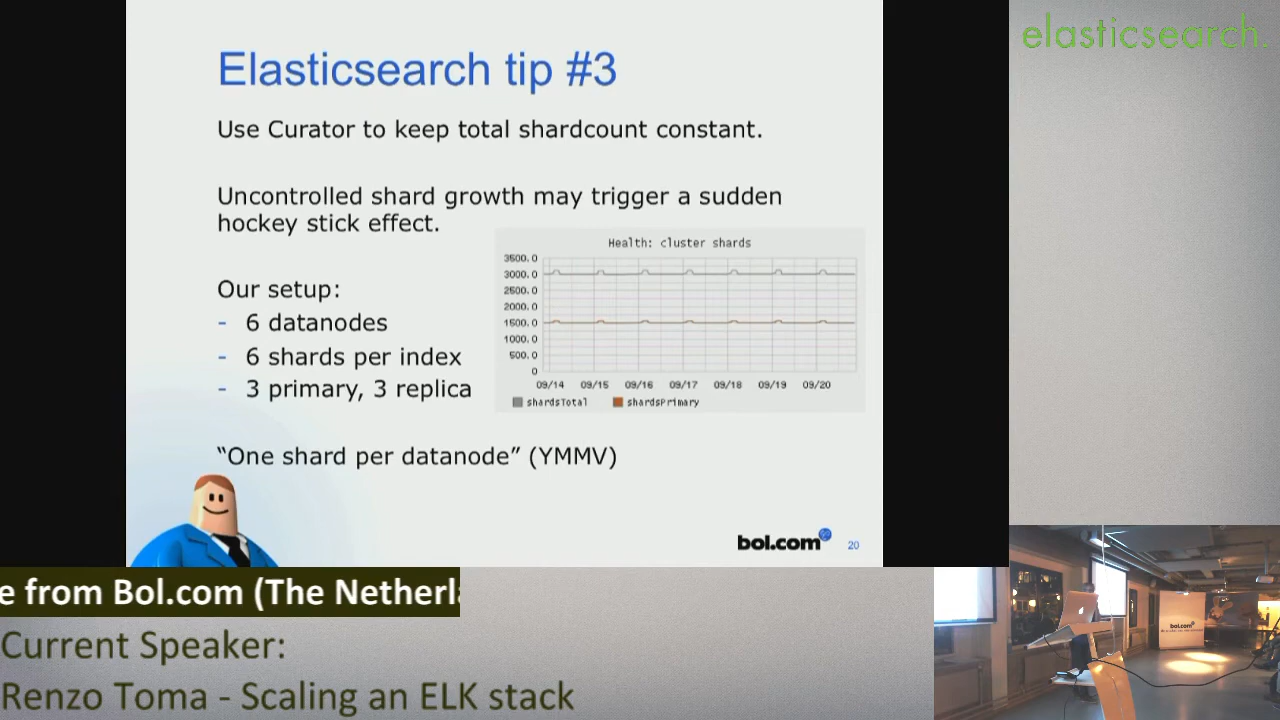 elasticsearch.
Elasticsearch tip #3
Use Curator to keep total shardcount constant.
Uncontrolled shard growth may trigger a sudden
hockey stick effect.
Our setup:
- 6 datanodes
- 6 shards per index
- 3 primary, 3 replica
Health: cluster shards
3500.0
3000.0
2500.0
2000.0
1500.0
1000.0
500.0
0
09/14 09/15 09/16 09/17 09/18 09/19 09/20
shardsTotal shardsPrimary
“One shard per datanode” (YMMV)
bol.com 20
e from Bol.com (The Netherla
Current Speaker:
Renzo Toma - Scaling an ELK stack
bol.com